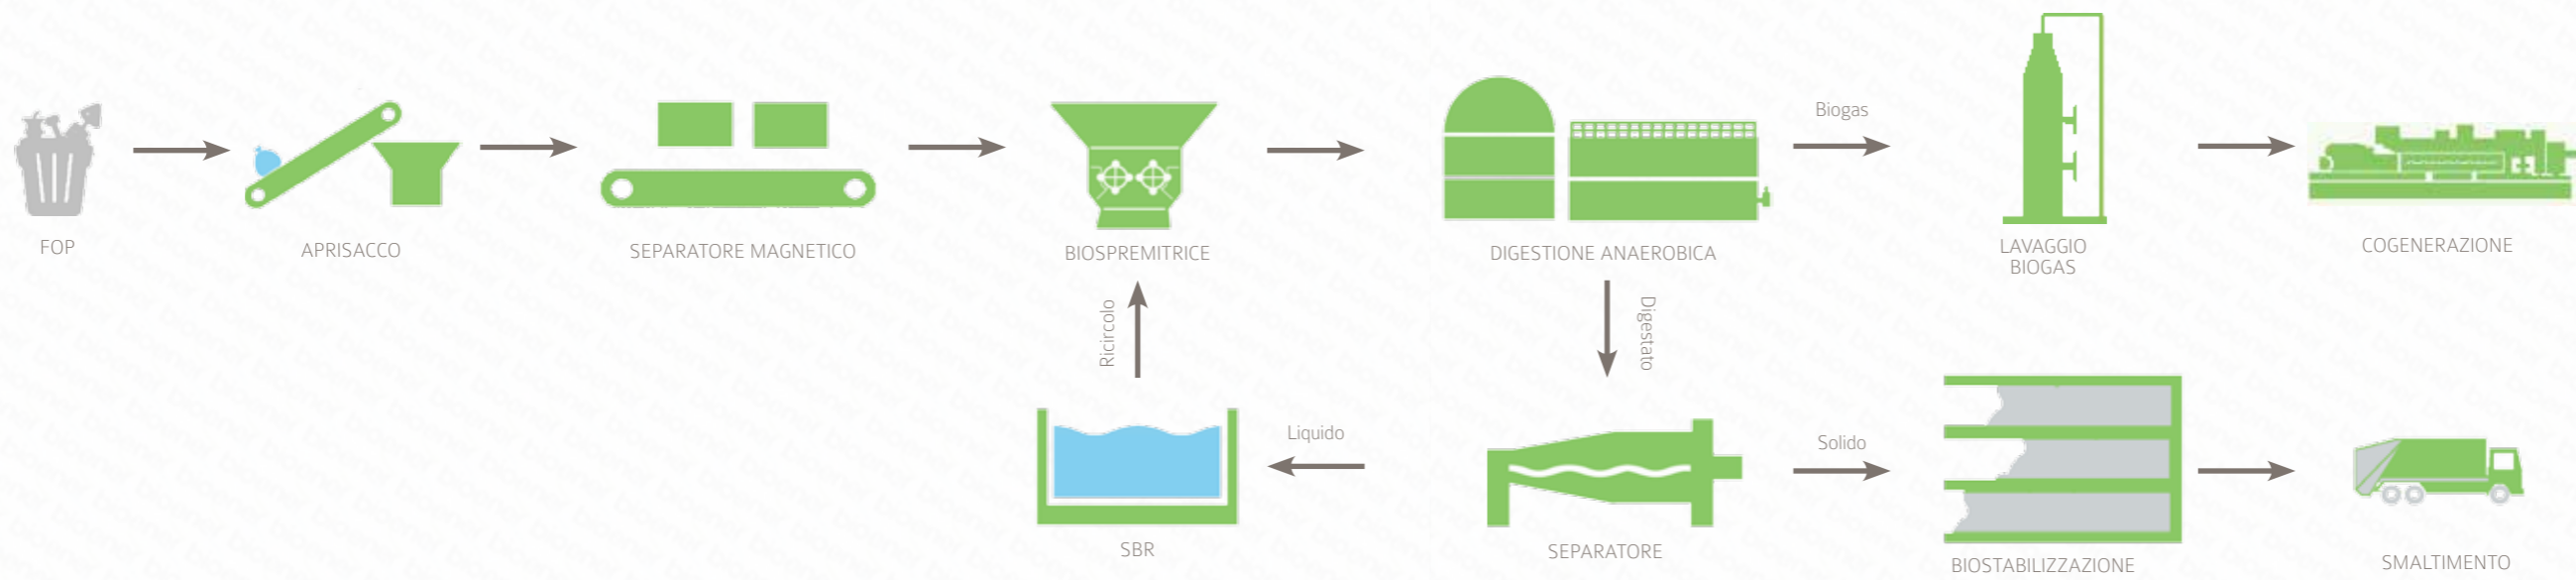 Biogas
FOP
APRISACCO
SEPARATORE MAGNETICO
BIOSPREMITRICE
DIGESTIONE ANAEROBICA
LAVAGGIO
BIOGAS
COGENERAZIONE
Ricircolo
Digestato
Liquido
Solido
SBR
SEPARATORE
BIOSTABILIZZAZIONE
SMALTIMENTO